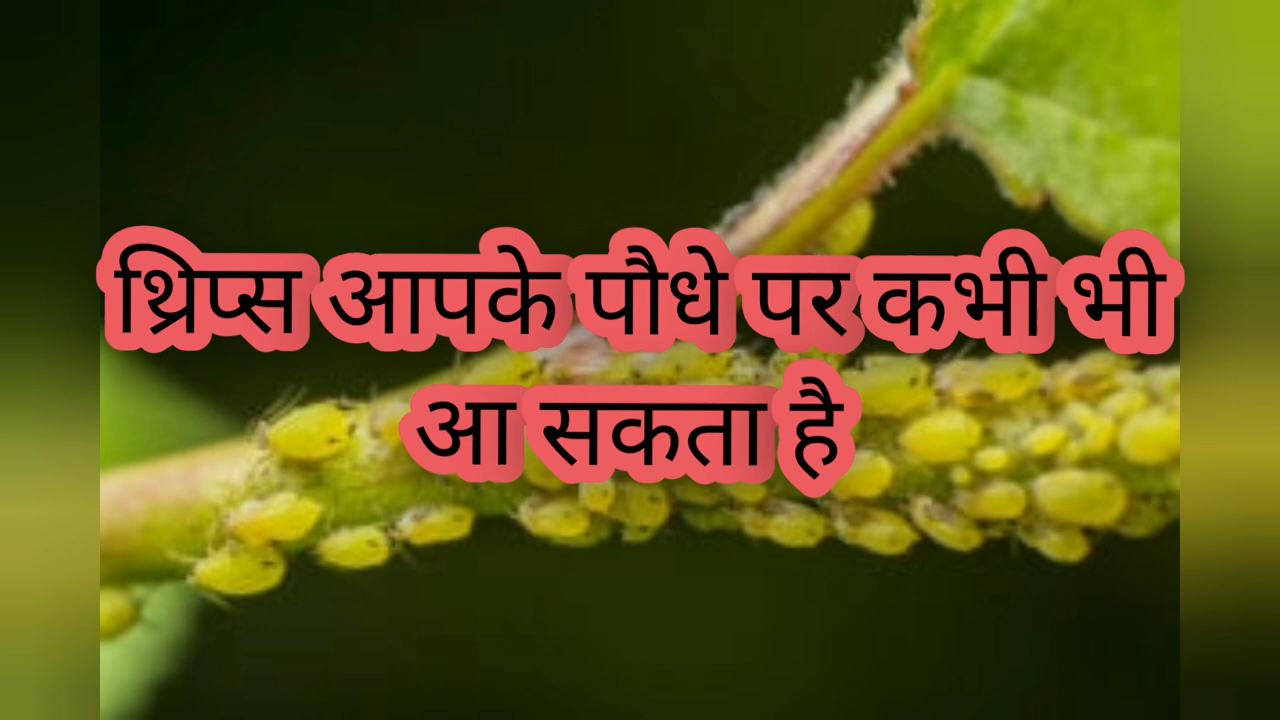 थ्रिप्स आपके पौधे पर कभी भी
आ सकता है